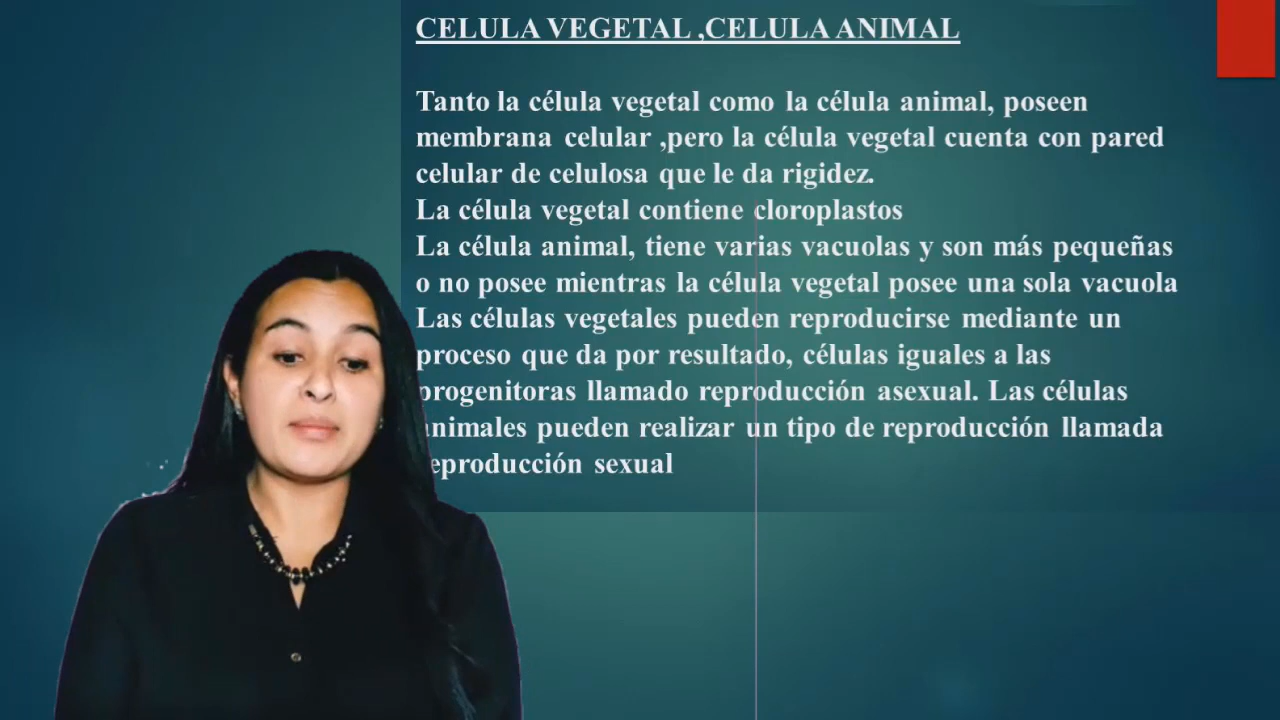 CELULA VEGETAL ,CELULA ANIMAL
Tanto la célula vegetal como la célula animal, poseen
membrana celular ,pero la célula vegetal cuenta con pared
celular de celulosa que le da rigidez.
La célula vegetal contiene cloroplastos
La célula animal, tiene varias vacuolas y son más pequeñas
o no posee mientras la célula vegetal posee una sola vacuola
Las células vegetales pueden reproducirse mediante un
proceso que da por resultado, células iguales a las
progenitoras llamado reproducción asexual. Las células
animales pueden realizar un tipo de reproducción llamada
reproducción sexual